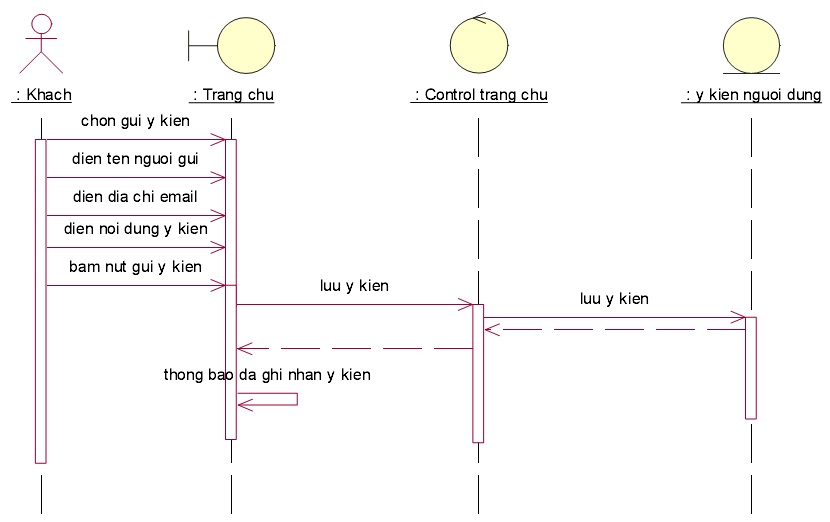 : Khach
: Trang chu
: Control trang chu
: y kien nguoi dung
chon gui y kien
dien ten nguoi gui
dien dia chi email
dien noi dung y kien
bam nut gui y kien
luu y kien
luu y kien
thong bao da ghi nhan y kien